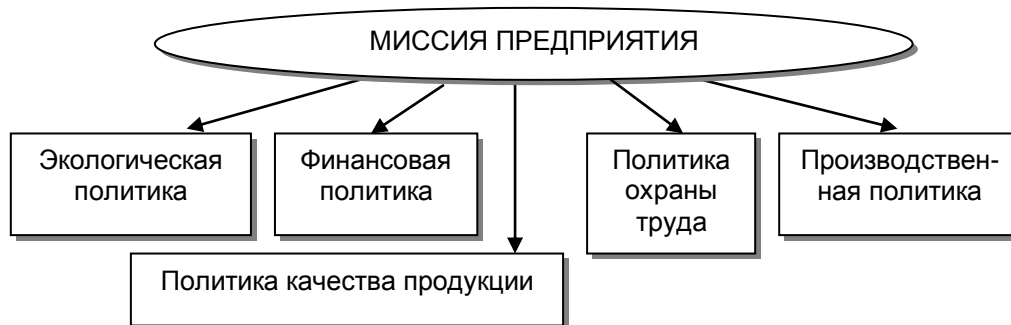 МИССИЯ ПРЕДПРИЯТИЯ
Экологическая
политика
Финансовая
политика
Политика
охраны
труда
Производствен-
ная политика
Политика качества продукции